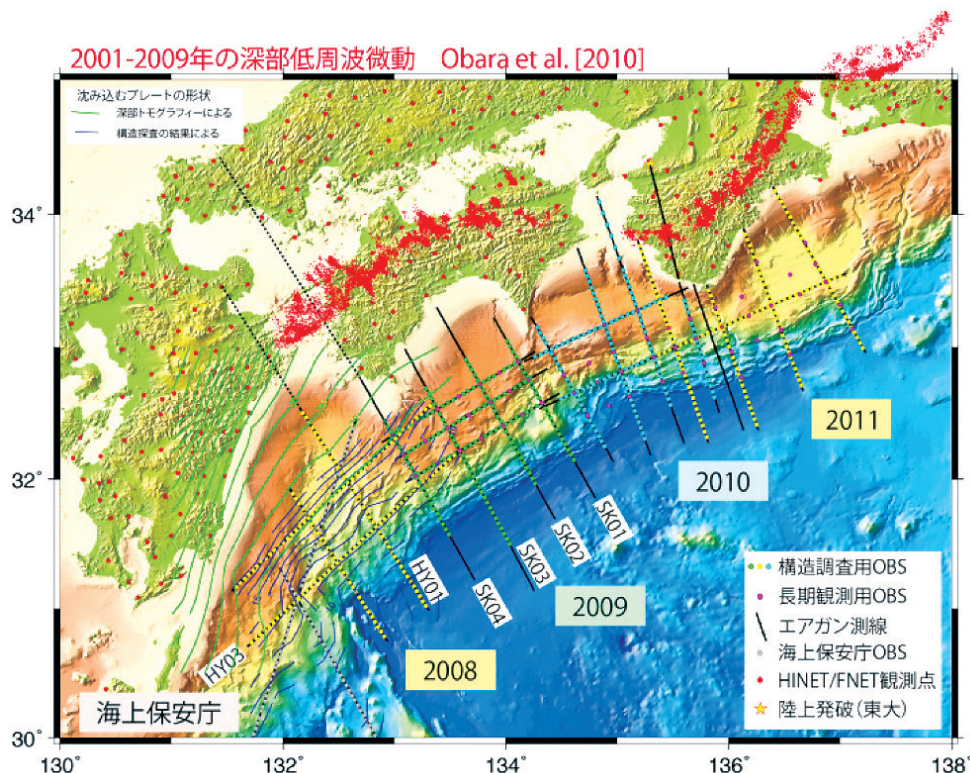 2001-2009年の深部低周波微動 Obara et al. [2010]
沈み込むプレートの形状
深部トモグラフィーによる
構造探査の結果による
34°
32°
30°
130°
131°
132°
133°
134°
135°
136°
137°
138°
HY03
HY01
SK04
SK03
SK02
SK01
2008
2009
2010
2011
海上保安庁
構造調査用OBS
長期観測用OBS
エアガン測線
海上保安庁OBS
HINET/FNET観測点
陸上発破(東大)